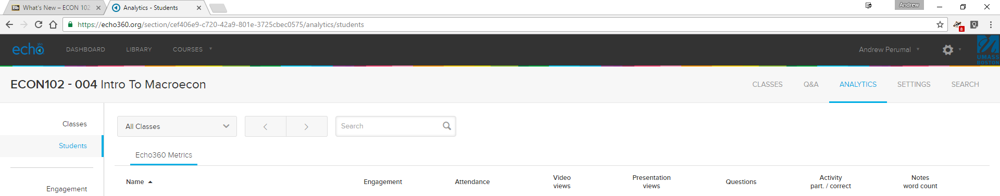 Bb What's New – ECON 102
Analytics - Students
Andrew
https://echo360.org/section/cef406e9-c720-42a9-801e-3725cbec0575/analytics/students
8
echo
360
DASHBOARD
LIBRARY
COURSES
Andrew Perumal
UMASS
BOSTON
ECON102 - 004 Intro To Macroecon
CLASSES
Q&A
ANALYTICS
SETTINGS
SEARCH
Classes
Students
Engagement
All Classes
Search
Echo360 Metrics
Name
Engagement
Attendance
Video
views
Presentation
views
Questions
Activity
part. / correct
Notes
word count